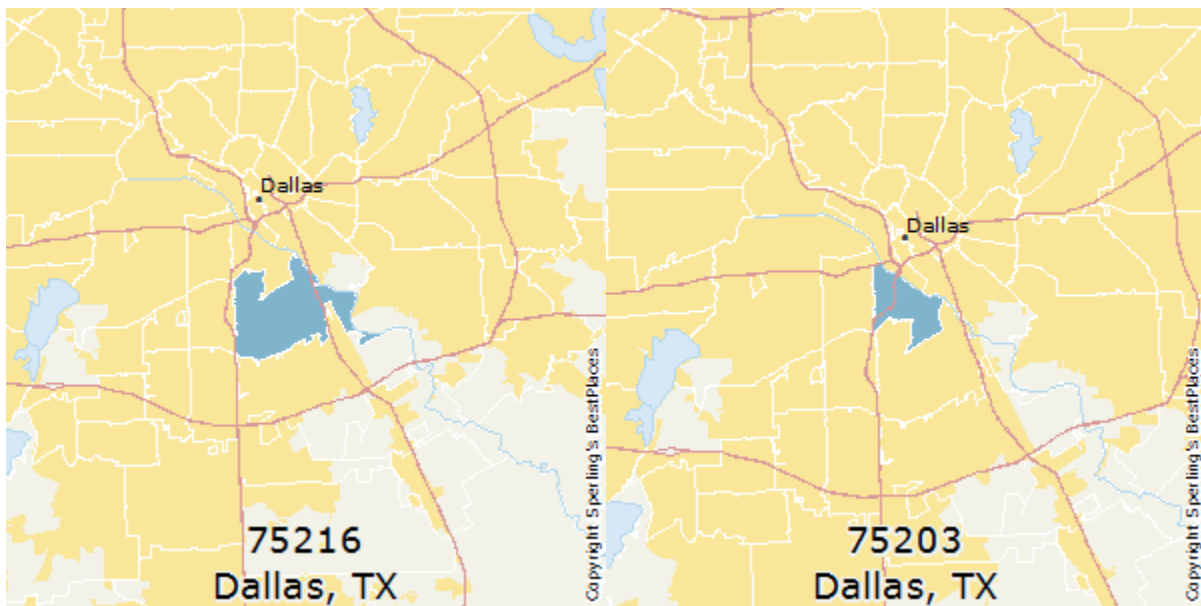 Dallas
Dallas
75216
Dallas, TX
Copyright Sperling's BestPlaces
75203
Dallas, TX
Copyright Sperling's BestPlaces